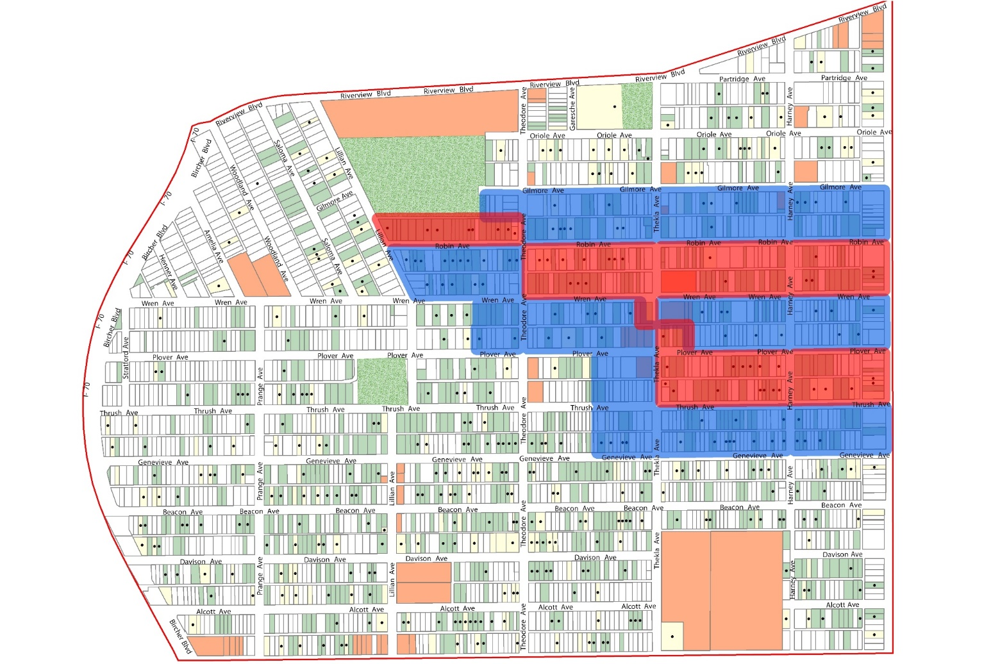 Riverview Blvd
Riverview Blvd
Riverview Blvd
Partridge Ave
Partridge Ave
Riverview Blvd
Riverview Blvd
Riverview Blvd
Riverview Blvd
Theodore Ave
Garesche Ave
Harney Ave
I- 70
Bircher Blvd
Saloma Ave
Lillian Ave
Oriole Ave
Oriole Ave
Oriole Ave
Oriole Ave
Oriole Ave
Woodland Ave
I- 70
Gilmore Ave
Gilmore Ave
Gilmore Ave
Gilmore Ave
Gilmore Ave
Thekla Ave
Harney Ave
Theodore Ave
Bircher Blvd
Amelia Ave
Woodland Ave
Saloma Ave
Lillian Ave
Robin Ave
Robin Ave
Robin Ave
Robin Ave
Robin Ave
I- 70
Henner Ave
Harney Ave
Wren Ave
Wren Ave
Wren Ave
Wren Ave
Wren Ave
Wren Ave
Wren Ave
Wren Ave
Wren Ave
I- 70
Bircher Blvd
Theodore Ave
Stratford Ave
Plover Ave
Plover Ave
Plover Ave
Plover Ave
Plover Ave
Plover Ave
Plover Ave
Plover Ave
Thekla Ave
I- 70
Prange Ave
Harney Ave
Thrush Ave
Thrush Ave
Thrush Ave
Thrush Ave
Thrush Ave
Thrush Ave
Thrush Ave
Thrush Ave
Theodore Ave
Thekla Ave
Genevieve Ave
Genevieve Ave
Genevieve Ave
Genevieve Ave
Genevieve Ave
Genevieve Ave
Genevieve Ave
Prange Ave
Lillian Ave
Harney Ave
Beacon Ave
Beacon Ave
Beacon Ave
Beacon Ave
Beacon Ave
Beacon Ave
Beacon Ave
Beacon Ave
Theodore Ave
Thekla Ave
Davison Ave
Davison Ave
Davison Ave
Davison Ave
Davison Ave
Prange Ave
Lillian Ave
Harney Ave
Alcott Ave
Alcott Ave
Alcott Ave
Alcott Ave
Alcott Ave
Alcott Ave
Bircher Blvd
Theodore Ave